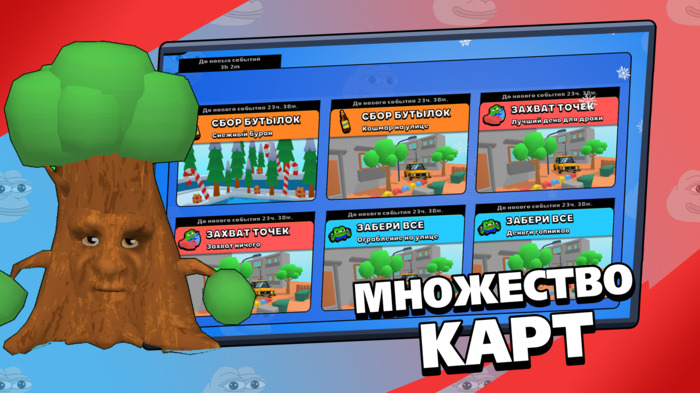 До новых событий
3h 2m
До нового события 23ч. 38м.
СБОР БУТЫЛОК
Снежный буран
До нового события 23ч. 38м.
СБОР БУТЫЛОК
Кошмар на улице
До нового события 23ч. 38м.
ЗАХВАТ ТОЧЕК
Лучший день для драки
До нового события 23ч. 38м.
ЗАХВАТ ТОЧЕК
Захват ничего
До нового события 23ч. 38м.
ЗАБЕРИ ВСЕ
Ограбление на улице
До нового события 23ч. 38м.
ЗАБЕРИ ВСЕ
Деньги гопников
МНОЖЕСТВО
КАРТ